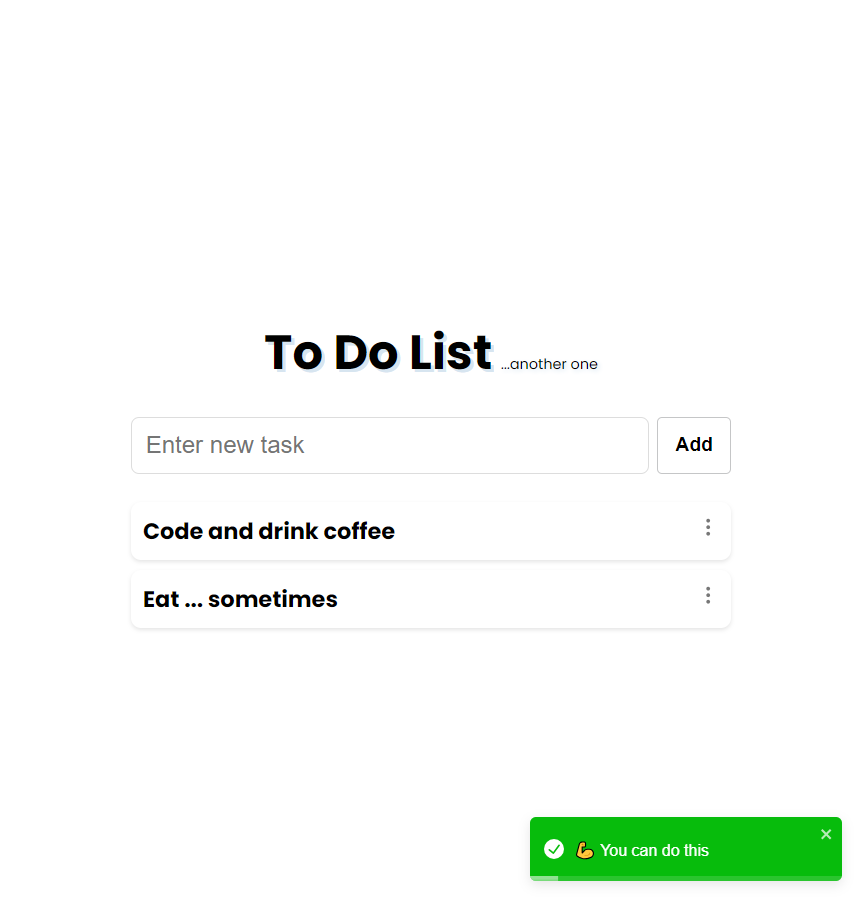 To Do List ...another one
Enter new task
Add
Code and drink coffee
Eat ... sometimes
💪 You can do this